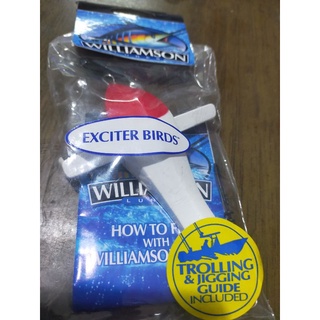 WILLIAMSON
EXCITER BIRDS
WILLIAMSON
HOW TO
WITH
WILLIAMSON
TROLLING
& JIGGING
GUIDE
INCLUDED